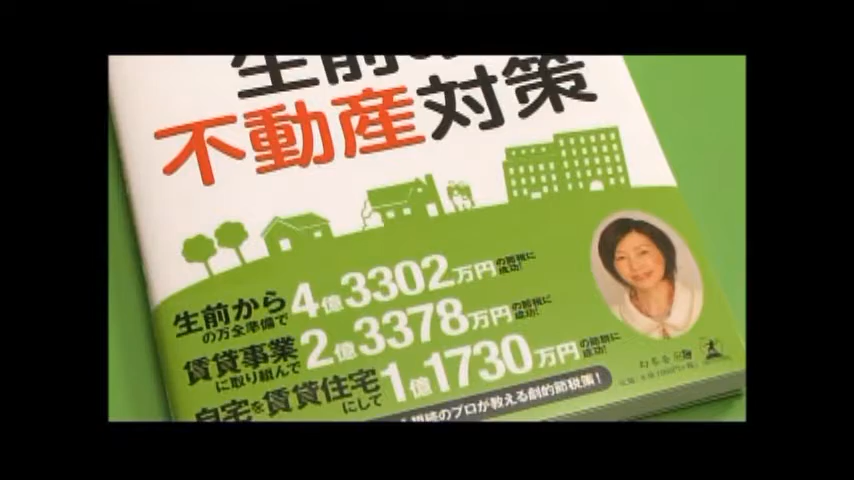 生前
不動産対策
生前からの万全準備で4億3302万円の節税に成功!
賃貸事業に取り組んで2億3378万円の節税に成功!
自宅を賃貸住宅にして1億1730万円の節税に成功!
相続のプロが教える劇的節税策!
幻冬舎